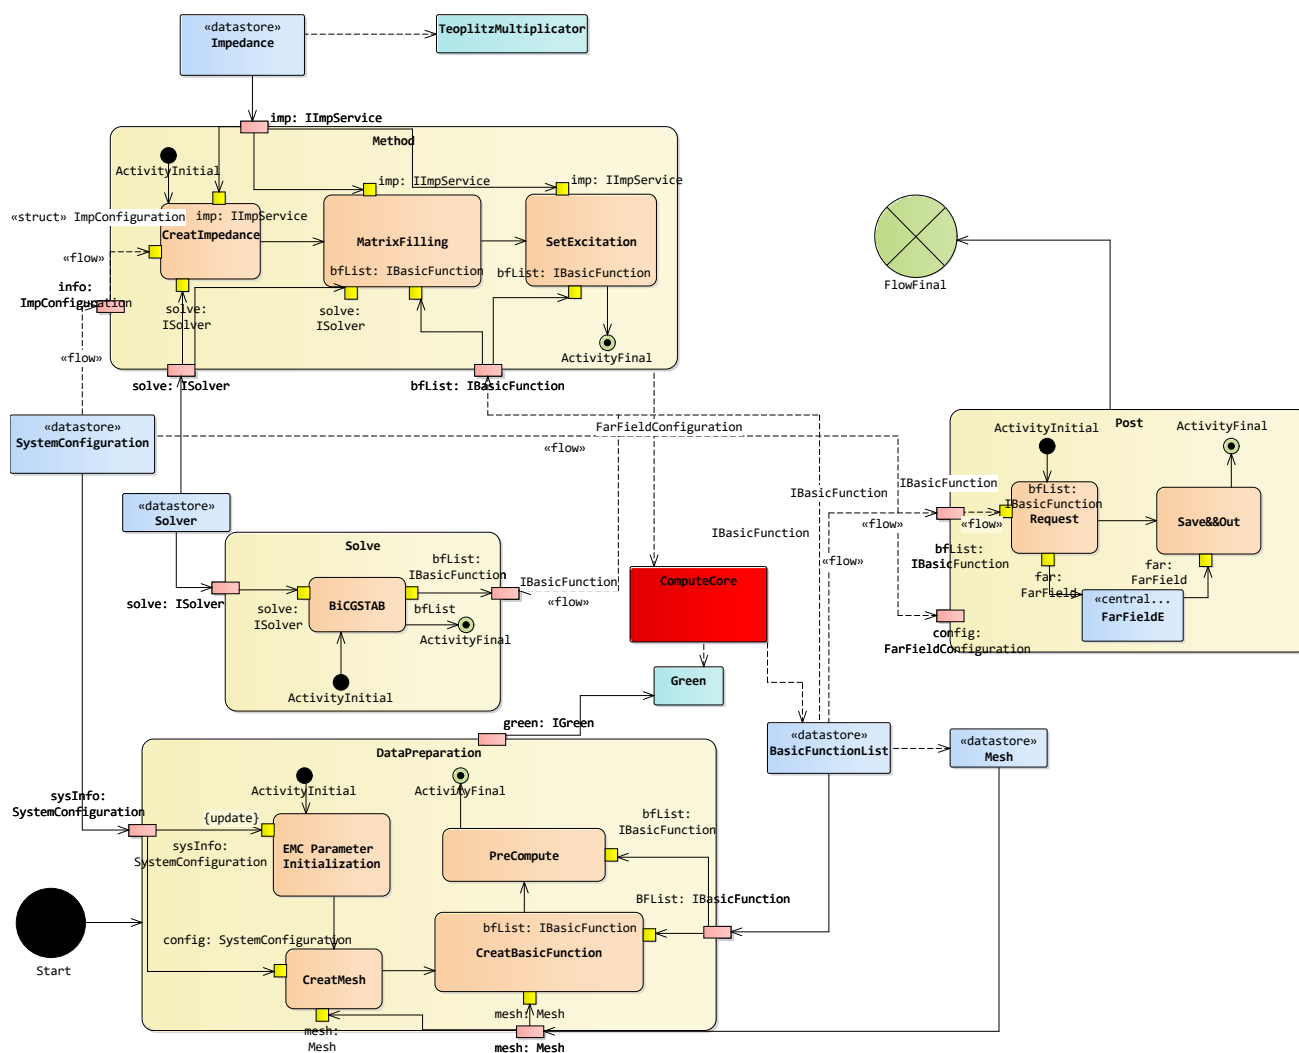 «datastore»
Impedance
TeoplitzMultiplicator
imp: IImpService
Method
ActivityInitial
imp: IImpService
imp: IImpService
«struct» ImpConfiguration
imp: IImpService
CreatImpedance
MatrixFilling
SetExcitation
«flow»
bfList: IBasicFunction
bfList: IBasicFunction
info:
ImpConfiguration
solve:
ISolver
solve:
ISolver
«flow»
ActivityFinal
solve: ISolver
bfList: IBasicFunction
FlowFinal
«datastore»
SystemConfiguration
FarFieldConfiguration
«flow»
Post
ActivityInitial
ActivityFinal
IBasicFunction
IBasicFunction
bfList:
IBasicFunction
Request
Save&&Out
«flow»
«flow»
«datastore»
Solver
IBasicFunction
bfList:
IBasicFunction
far:
FarField
far:
FarField
«flow»
«central...
FarFieldE
config:
FarFieldConfiguration
Solve
bfList:
IBasicFunction
IBasicFunction
«flow»
solve: ISolver
solve:
ISolver
BiCGSTAB
bfList
ActivityFinal
ActivityInitial
ComputeCore
Green
green: IGreen
«datastore»
BasicFunctionList
«datastore»
Mesh
DataPreparation
ActivityInitial
ActivityFinal
sysInfo:
SystemConfiguration
{update}
sysInfo:
SystemConfiguration
EMC Parameter
Initialization
bfList:
IBasicFunction
PreCompute
BFList: IBasicFunction
bfList: IBasicFunction
CreatBasicFunction
config: SystemConfiguration
CreatMesh
Start
mesh:
Mesh
mesh: Mesh
mesh: Mesh